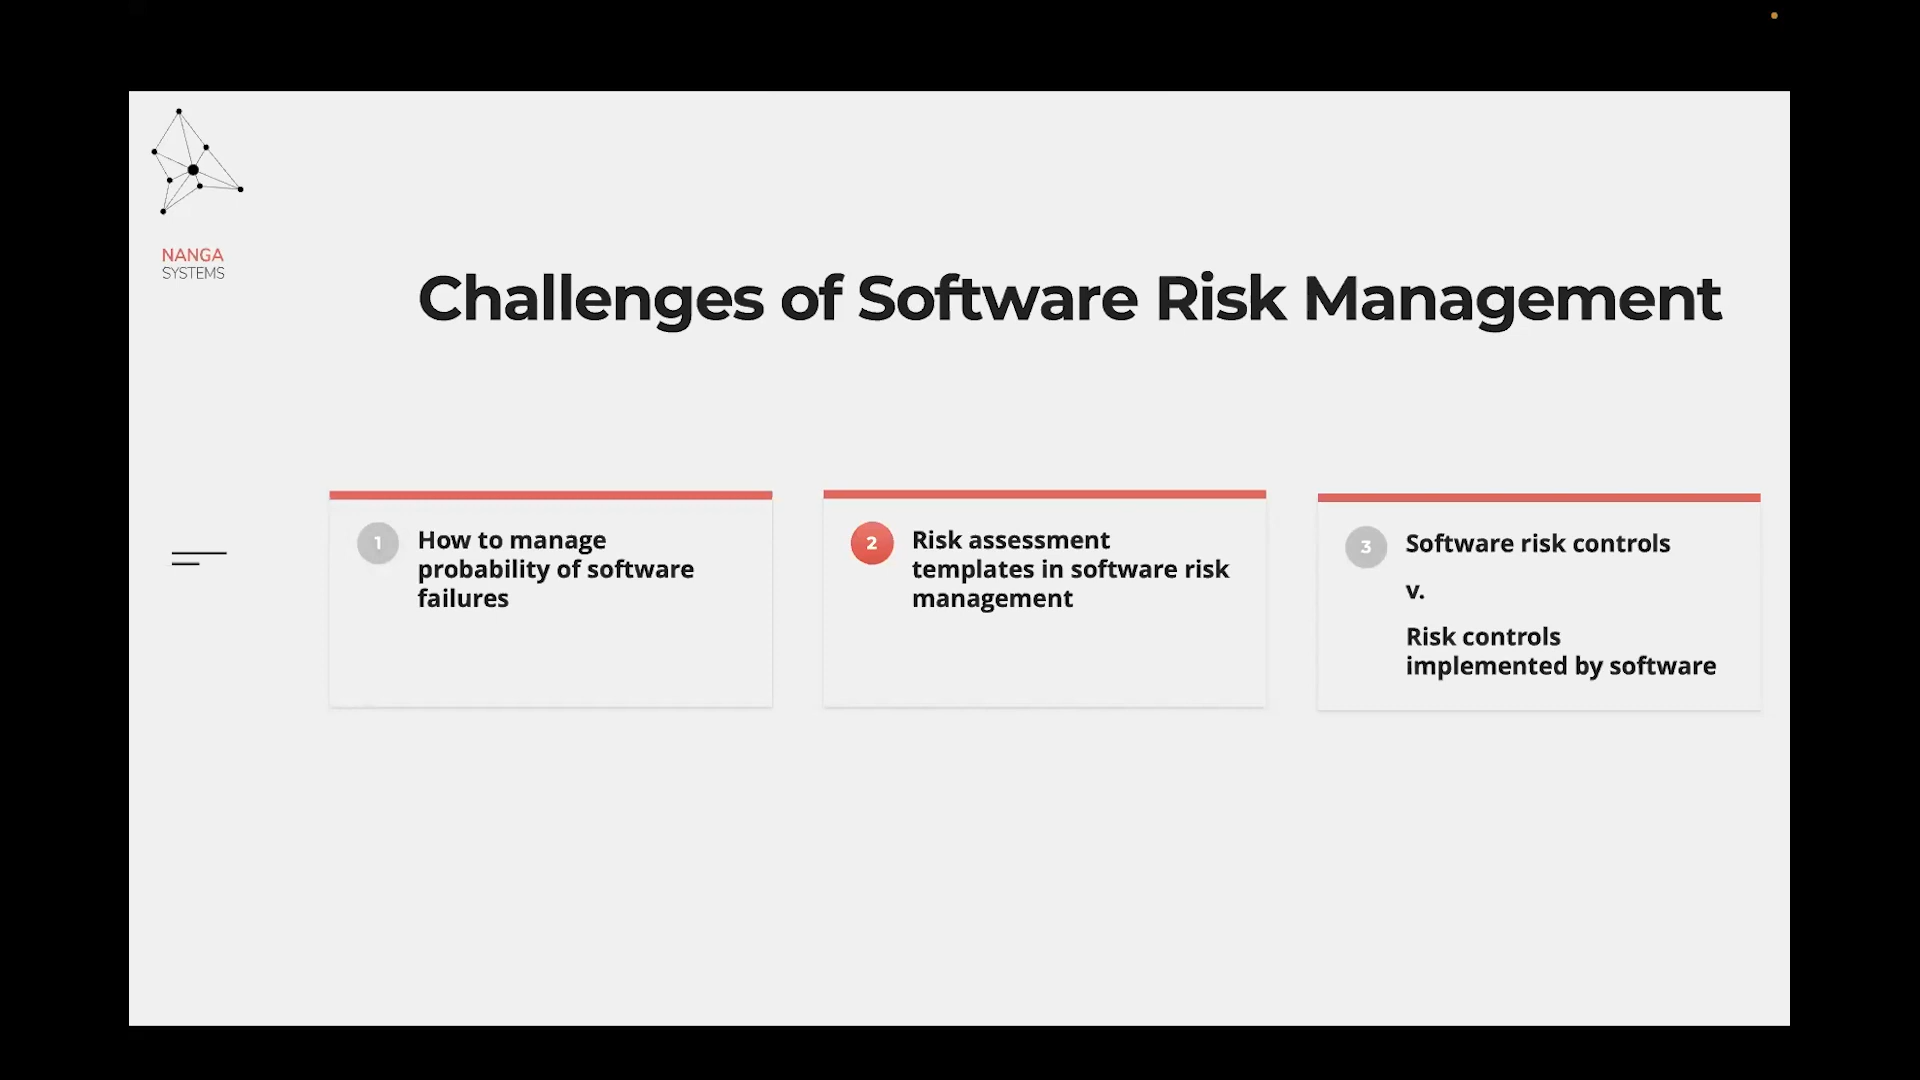 NANGA
SYSTEMS
Challenges of Software Risk Management
1
How to manage
probability of software
failures
2
Risk assessment
templates in software risk
management
3
Software risk controls
v.
Risk controls
implemented by software